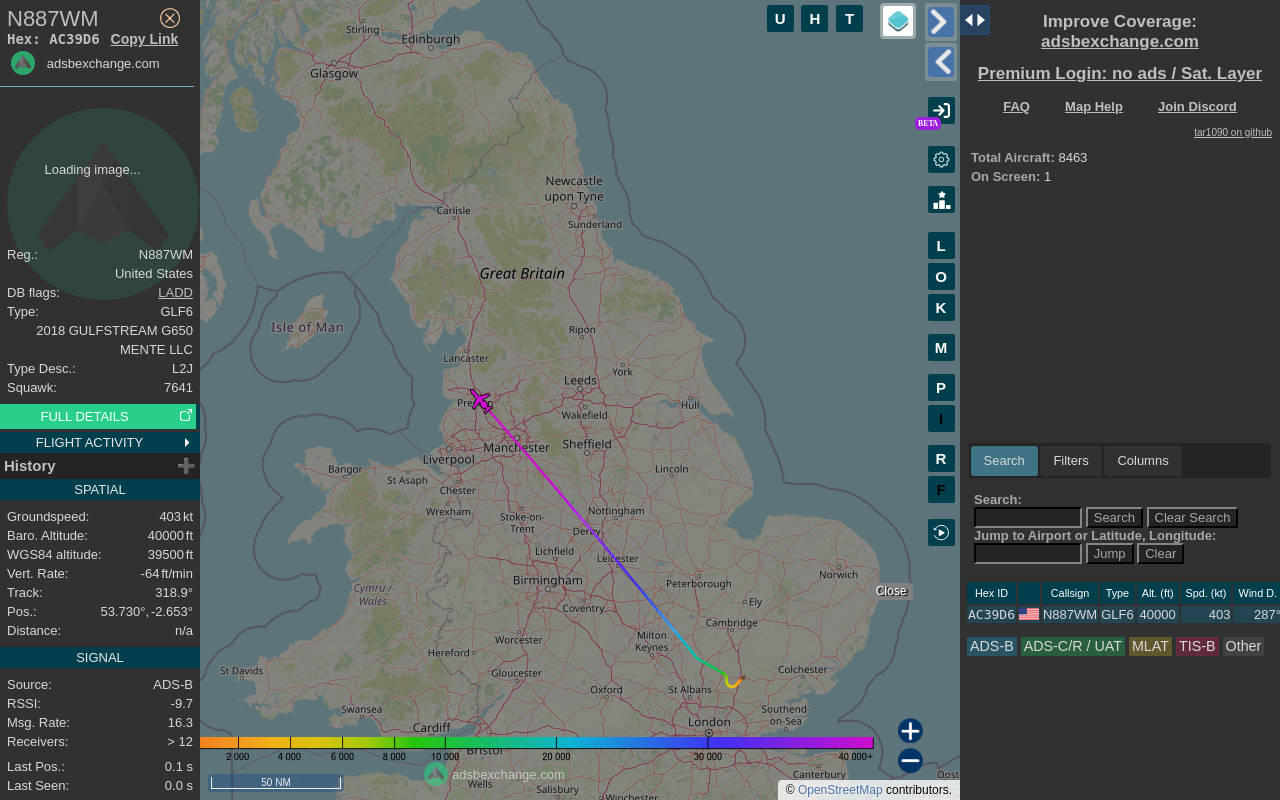 N887WM
Hex: AC39D6 Copy Link
adsbexchange.com
Loading image...
Reg.: N887WM
United States
DB flags: LADD
Type: GLF6
2018 GULFSTREAM G650
MENTE LLC
Type Desc.: L2J
Squawk: 7641
FULL DETAILS
FLIGHT ACTIVITY
History
SPATIAL
Groundspeed: 403 kt
Baro. Altitude: 40000 ft
WGS84 altitude: 39500 ft
Vert. Rate: -64 ft/min
Track: 318.9°
Pos.: 53.730°, -2.653°
Distance: n/a
SIGNAL
Source: ADS-B
RSSI: -9.7
Msg. Rate: 16.3
Receivers: > 12
Last Pos.: 0.1 s
Last Seen: 0.0 s
U H T
BETA
L
O
K
M
P
I
R
F
Stirling
Edinburgh
Glasgow
Newcastle
upon Tyne
Carlisle
Sunderland
Great Britain
Isle of Man
Ripon
Lancaster
York
Leeds
Preston
Hull
Wakefield
Manchester
Sheffield
Liverpool
Bangor
Lincoln
St Asaph
Chester
Wrexham
Stoke-on-
Trent
Nottingham
Derby
Lichfield
Leicester
Norwich
Birmingham
Peterborough
Cymru /
Wales
Close
Coventry
Ely
Cambridge
Worcester
Milton
Keynes
Hereford
St Davids
Gloucester
Colchester
Oxford
St Albans
Swansea
Southend-
on-Sea
Cardiff
London
Bristol
2 000 4 000 6 000 8 000 10 000 20 000 30 000 40 000+
adsbexchange.com
50 NM
Wells
Salisbury
Winchester
Canterbury
Oost
© OpenStreetMap contributors.
Improve Coverage:
adsbexchange.com
Premium Login: no ads / Sat. Layer
FAQ Map Help Join Discord
tar1090 on github
Total Aircraft: 8463
On Screen: 1
Search Filters Columns
Search:
Search Clear Search
Jump to Airport or Latitude, Longitude:
Jump Clear
Hex ID Callsign Type Alt. (ft) Spd. (kt) Wind D.
AC39D6 N887WM GLF6 40000 403 287°
ADS-B ADS-C/R / UAT MLAT TIS-B Other